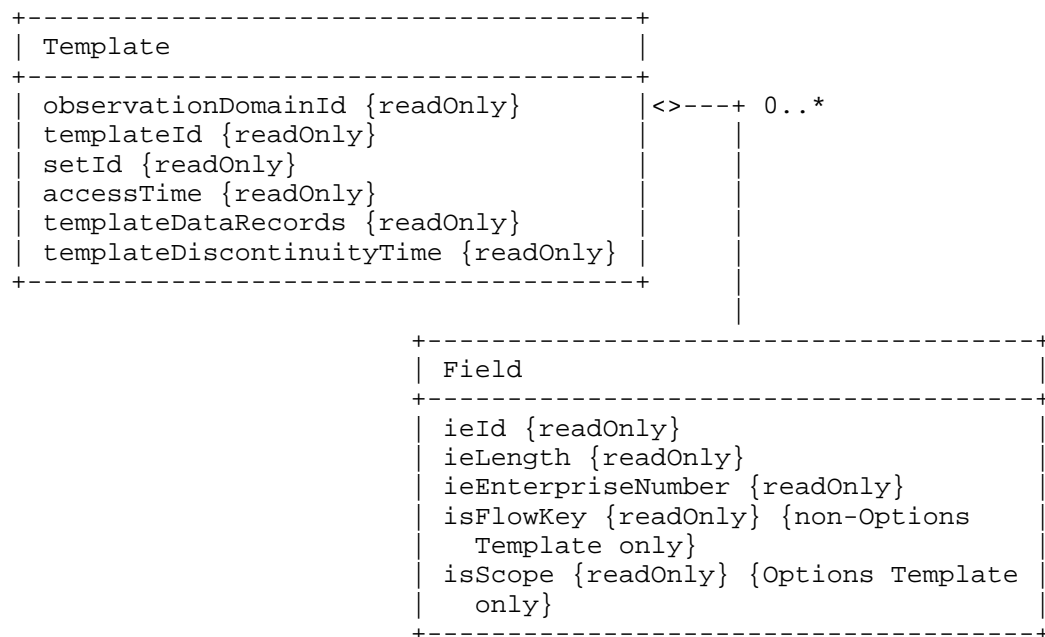 Template
observationDomainId {readOnly} |<>---+ 0..*
templateId {readOnly}
setId {readOnly}
accessTime {readOnly}
templateDataRecords {readOnly}
templateDiscontinuityTime {readOnly}
Field
ieId {readOnly}
ieLength {readOnly}
ieEnterpriseNumber {readOnly}
isFlowKey {readOnly} {non-Options
Template only}
isScope {readOnly} {Options Template
only}